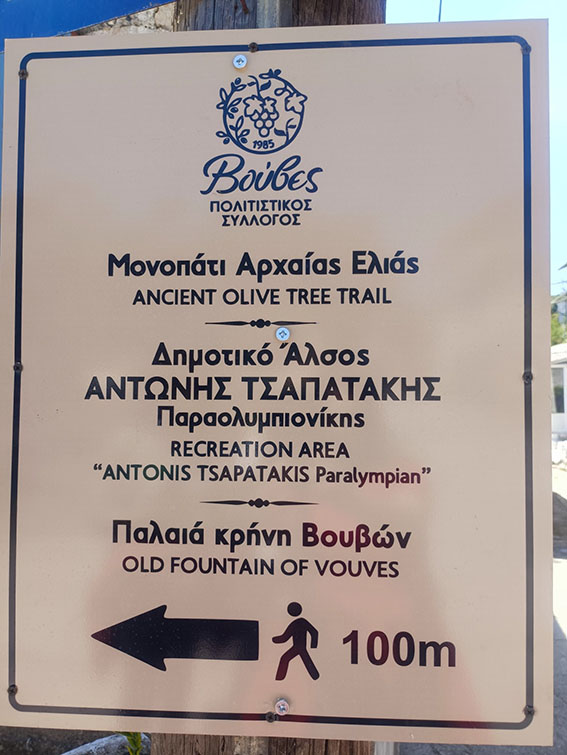 1985
Βούβες
ΠΟΛΙΤΙΣΤΙΚΟΣ
ΣΥΛΛΟΓΟΣ
Μονοπάτι Αρχαίας Ελιάς
ANCIENT OLIVE TREE TRAIL
Δημοτικό Άλσος
ΑΝΤΩΝΗΣ ΤΣΑΠΑΤΑΚΗΣ
Παραολυμπιονίκης
RECREATION AREA
“ANTONIS TSAPATAKIS Paralympian”
Παλαιά κρήνη Βουβών
OLD FOUNTAIN OF VOUVES
100m